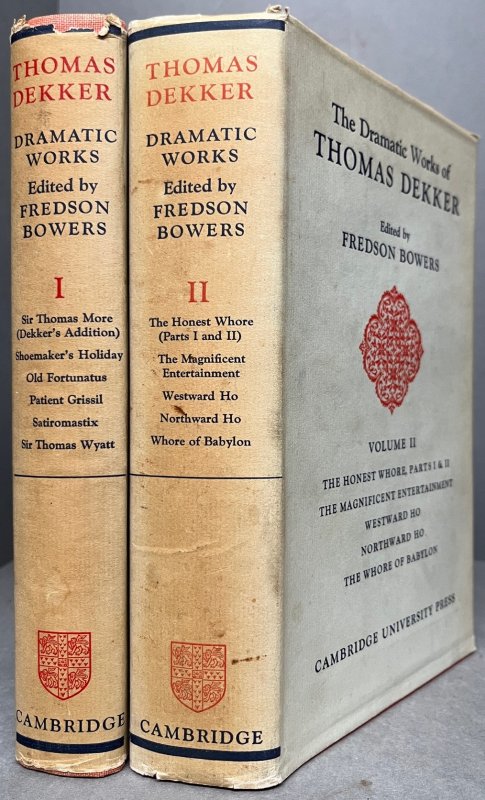 THOMAS
DEKKER
DRAMATIC
WORKS
Edited by
FREDSON
BOWERS
I
Sir Thomas More
(Dekker's Addition)
Shoemaker's Holiday
Old Fortunatus
Patient Grissil
Satiromastix
Sir Thomas Wyatt
CAMBRIDGE
THOMAS
DEKKER
DRAMATIC
WORKS
Edited by
FREDSON
BOWERS
II
The Honest Whore
(Parts I and II)
The Magnificent
Entertainment
Westward Ho
Northward Ho
Whore of Babylon
CAMBRIDGE
The Dramatic Works of
THOMAS DEKKER
Edited by
FREDSON BOWERS
VOLUME II
THE HONEST WHORE, PARTS I & II
THE MAGNIFICENT ENTERTAINMENT
WESTWARD HO
NORTHWARD HO
THE WHORE OF BABYLON
CAMBRIDGE UNIVERSITY PRESS